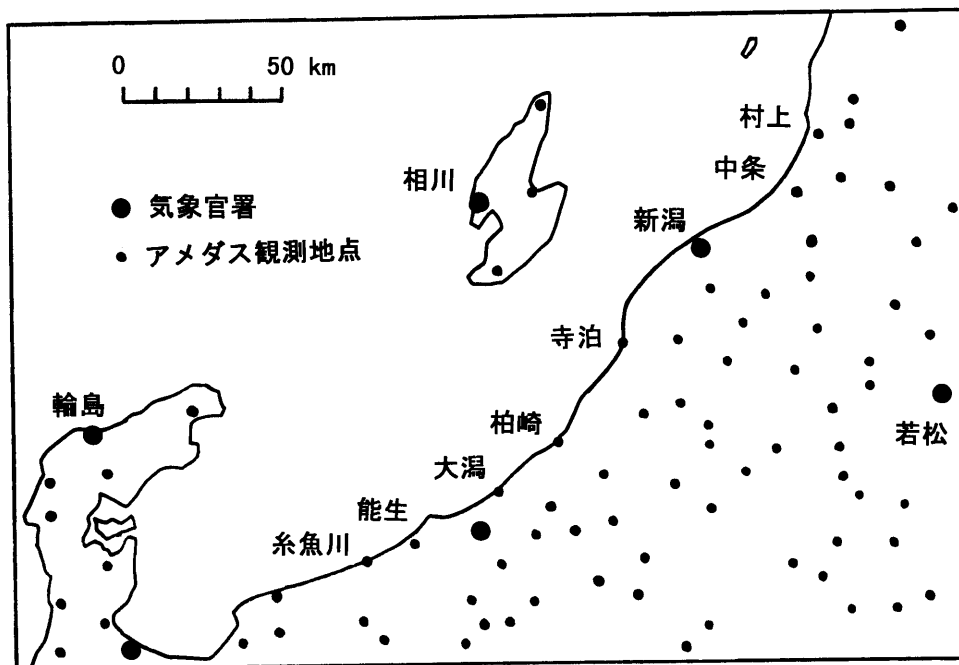 0 50 km
村上
中条
相川
● 気象官署
新潟
• アメダス観測地点
寺泊
輪島
柏崎
若松
大潟
能生
糸魚川